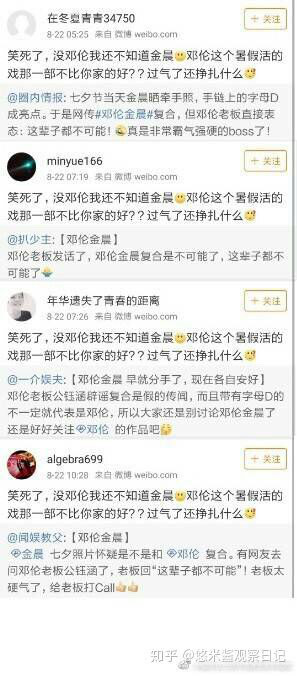 在冬夏青青34750
+ 关注
8-22 05:25 来自 微博 weibo.com
笑死了，没邓伦我还不知道金晨邓伦这个暑假活的
戏那一部不比你家的好??过气了还挣扎什么
@圈内情报: 七夕节当天金晨晒牵手照，手链上的字母D
成亮点。于是网传#邓伦金晨#复合，但邓伦老板直接表
态：这辈子都不可能！真是非常霸气强硬的boss了！
minyue166
+ 关注
8-22 07:19 来自 微博 weibo.com
笑死了，没邓伦我还不知道金晨邓伦这个暑假活的
戏那一部不比你家的好??过气了还挣扎什么
@扒少主:【邓伦金晨】
邓伦老板发话了，邓伦金晨复合是不可能了，这辈子都不
可能了
年华遗失了青春的距离
+ 关注
8-22 07:26 来自 微博 weibo.com
笑死了，没邓伦我还不知道金晨邓伦这个暑假活的
戏那一部不比你家的好??过气了还挣扎什么
@一介娱夫:【邓伦金晨 早就分手了，现在各自安好】
邓伦老板公钰涵辟谣复合是假的传闻，而且带有字母D的
不一定就代表是邓伦，所以大家还是别讨论邓伦金晨了
还是好好关注 邓伦 的作品吧
algebra699
+ 关注
8-22 10:28 来自 微博 weibo.com
笑死了，没邓伦我还不知道金晨邓伦这个暑假活的
戏那一部不比你家的好??过气了还挣扎什么
@闻娱教父:【邓伦金晨】
金晨 七夕照片怀疑是不是和 邓伦 复合。有网友去
问邓伦老板公钰涵了，老板回“这辈子都不可能”！老板太
硬气了，给老板打Call
知乎 @悠米酱观察日记